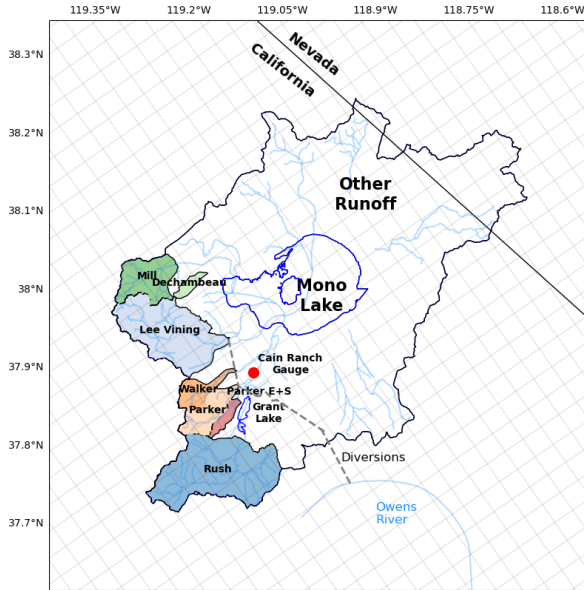 119.35°W 119.2°W 119.05°W 118.9°W 118.75°W 118.6°W
38.3°N
38.2°N
38.1°N
38°N
37.9°N
37.8°N
37.7°N
Nevada
California
Other
Runoff
Mill
Dechambeau
Mono
Lake
Lee Vining
Cain Ranch
Gauge
Walker
Parker E+S
Parker
Grant
Lake
Rush
Diversions
Owens
River